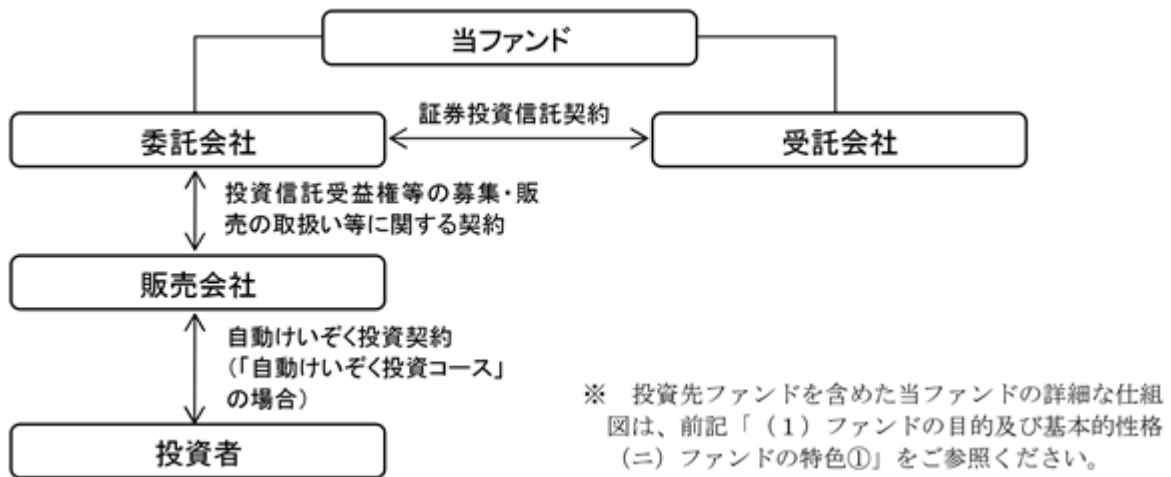 当ファンド
証券投資信託契約
委託会社
受託会社
投資信託受益権等の募集・販
売の取扱い等に関する契約
販売会社
自動けいぞく投資契約
(「自動けいぞく投資コース」
の場合)
投資者
※ 投資先ファンドを含めた当ファンドの詳細な仕組
図は、前記「(1)ファンドの目的及び基本的性格
(ニ)ファンドの特色①」をご参照ください。